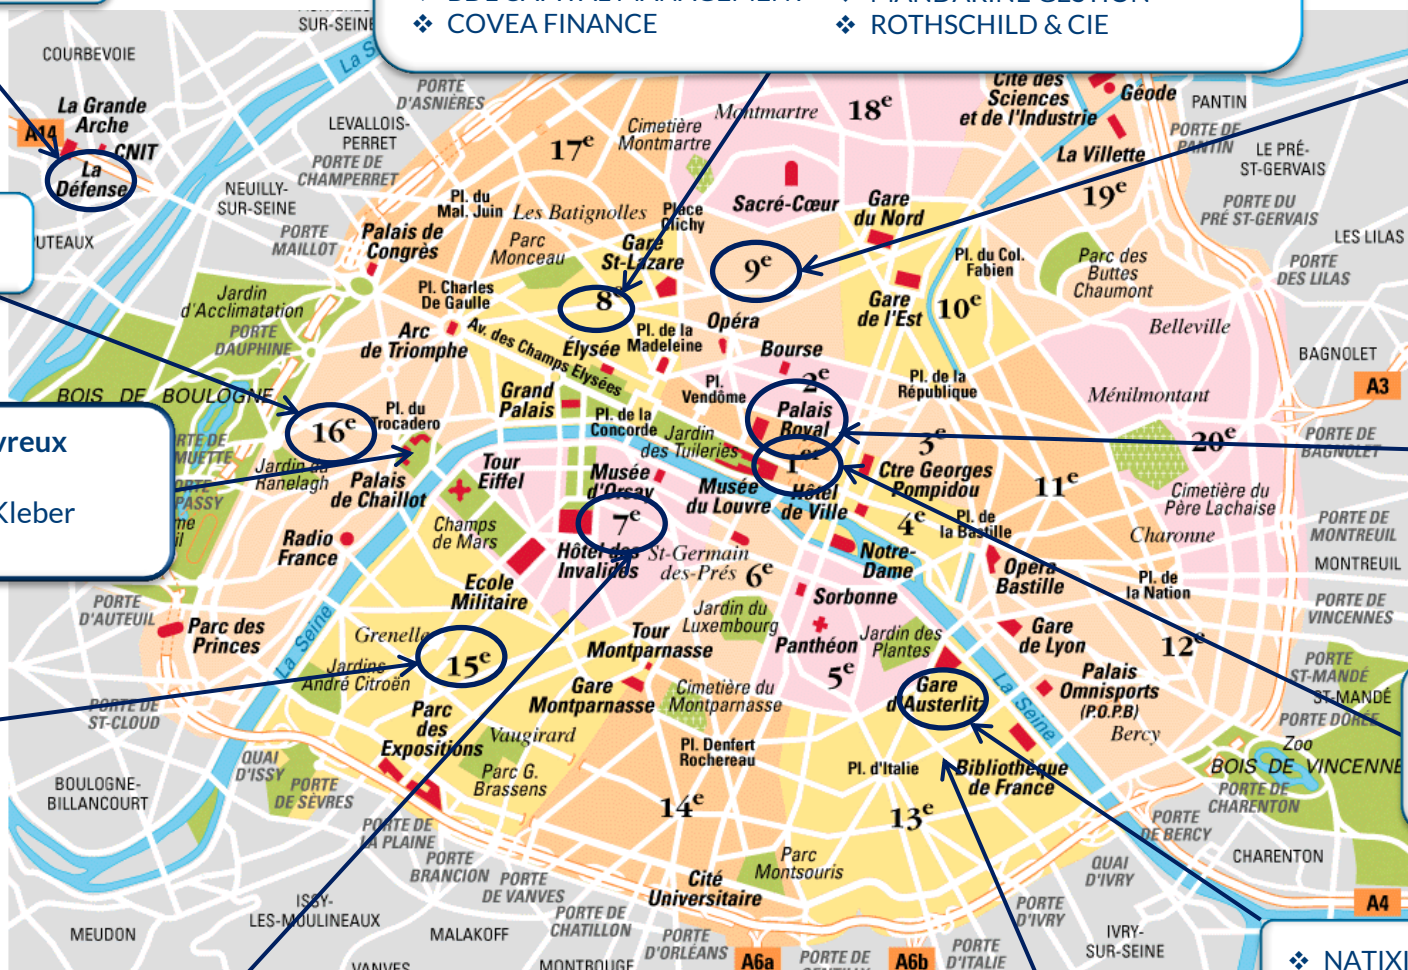 ❖ COVEA FINANCE
❖ ROTHSCHILD & CIE
SUR-SEINE
COURBEVOIE
La Grande
Arche
A14
CNIT
La
Défense
PUTEAUX
NEUILLY-
SUR-SEINE
LEVALLOIS-
PERRET
PORTE
D'ASNIÈRES
PORTE DE
CHAMPERRET
PORTE
MAILLOT
17e
Cimetière
Montmartre
Montmartre
18e
Cité des
Sciences
et de l'Industrie
Géode
PANTIN
PORTE DE
PANTIN
La Villette
LE PRÉ-
ST-GERVAIS
19e
PORTE DU
PRÉ ST-GERVAIS
LES LILAS
PORTE
DES LILAS
Pl. du
Mal. Juin
Les Batignolles
Place
Clichy
Sacré-Cœur
Gare
du Nord
Palais de
Congrès
Parc
Monceau
Gare
St-Lazare
9e
Pl. du Col.
Fabien
Parc des
Buttes
Chaumont
Jardin
d'Acclimatation
Pl. Charles
De Gaulle
8e
Gare
de l'Est
10e
PORTE
DAUPHINE
Arc
de Triomphe
Av. des Champs Elysées
Élysée
Pl. de la
Madeleine
Opéra
Bourse
Belleville
BAGNOLET
A3
BOIS DE BOULOGNE
Grand
Palais
Pl.
Vendôme
2e
Pl. de la
République
Ménilmontant
Pl. du
Trocadero
16e
Pl. de la
Concorde
Jardin
des Tuileries
Palais
Royal
1er
3e
20e
PORTE DE
BAGNOLET
vreux
Kleber
Jardin du
Ranelagh
Palais
de Chaillot
Tour
Eiffel
Musée
d'Orsay
Musée
du Louvre
Hôtel
de Ville
Ctre Georges
Pompidou
11e
Cimetière du
Père Lachaise
Radio
France
Champs
de Mars
7e
Hôtel des
Invalides
St-Germain
des-Prés
6e
4e
Pl. de
la Bastille
Charonne
PORTE DE
MONTREUIL
MONTREUIL
Notre-
Dame
Opéra
Bastille
Pl. de
la Nation
PORTE DE
VINCENNES
Ecole
Militaire
PORTE
D'AUTEUIL
Parc des
Princes
La Seine
Grenelle
15e
Jardins
André Citroën
Tour
Montparnasse
Jardin du
Luxembourg
Sorbonne
Panthéon
5e
Jardin des
Plantes
Gare
de Lyon
12e
PORTE
ST-MANDÉ
ST-MANDÉ
PORTE DORÉE
PORTE DE
ST-CLOUD
Gare
Montparnasse
Cimetière du
Montparnasse
Gare
d'Austerlitz
La Seine
Palais
Omnisports
(P.O.P.B)
Bercy
Zoo
BOIS DE VINCENNE
Parc
des
Expositions
Vaugirard
Parc G.
Brassens
Pl. Denfert
Rochereau
Pl. d'Italie
Bibliothèque
de France
PORTE DE
CHARENTON
QUAI
D'ISSY
PORTE
DE SÈVRES
BOULOGNE-
BILLANCOURT
14e
13e
PORTE
DE BERCY
PORTE DE
LA PLAINE
PORTE
BRANCION
PORTE
DE VANVES
Parc
Montsouris
Cité
Universitaire
QUAI
D'IVRY
CHARENTON
A4
ISSY-
LES-MOULINEAUX
MEUDON
MALAKOFF
VANVES
PORTE DE
CHATILLON
MONTROUGE
PORTE
D'ORLÉANS
A6a
PORTE DE
A6b
PORTE
D'ITALIE
PORTE
D'IVRY
IVRY-
SUR-SEINE
❖ NATIXI